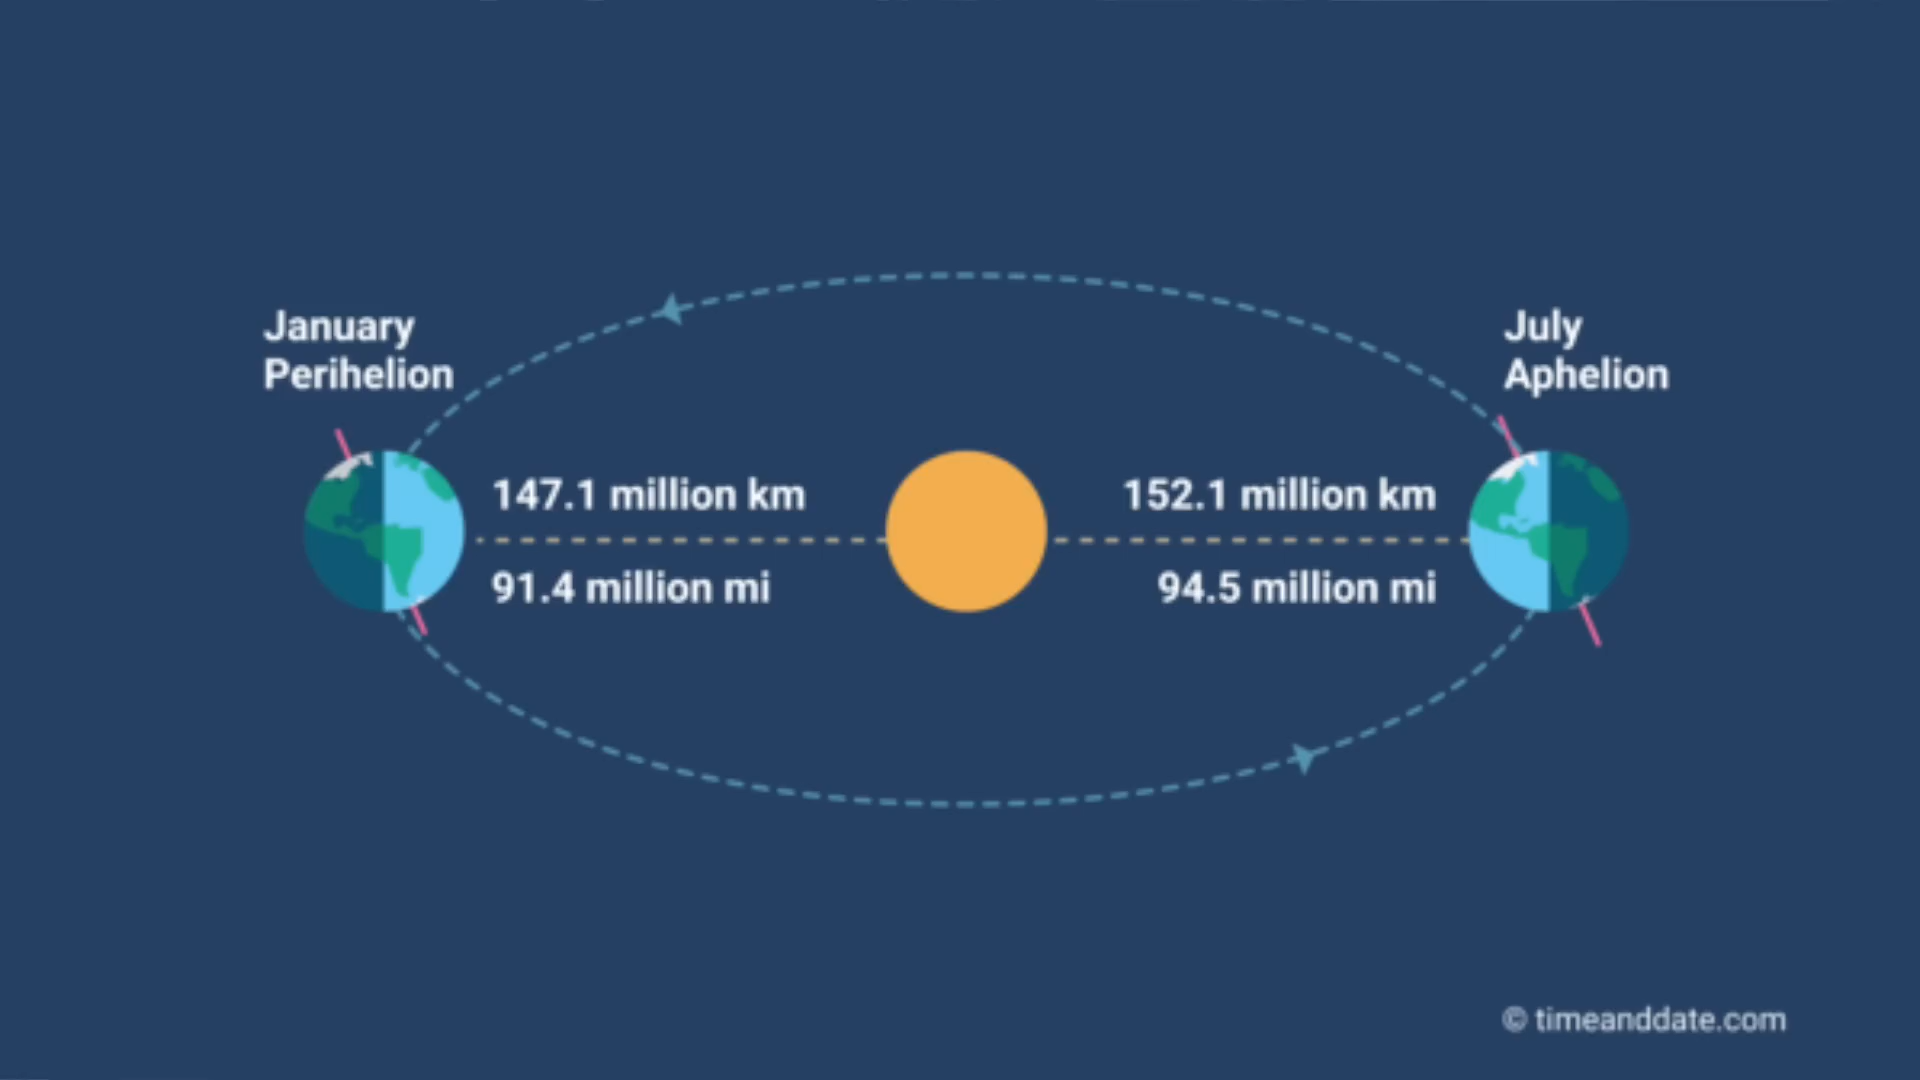 January
Perihelion
July
Aphelion
147.1 million km
152.1 million km
91.4 million mi
94.5 million mi
© timeanddate.com